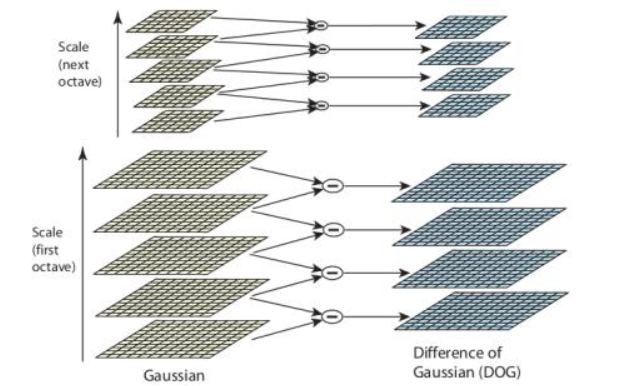 Scale
(next
octave)
Scale
(first
octave)
Gaussian
Difference of
Gaussian (DOG)